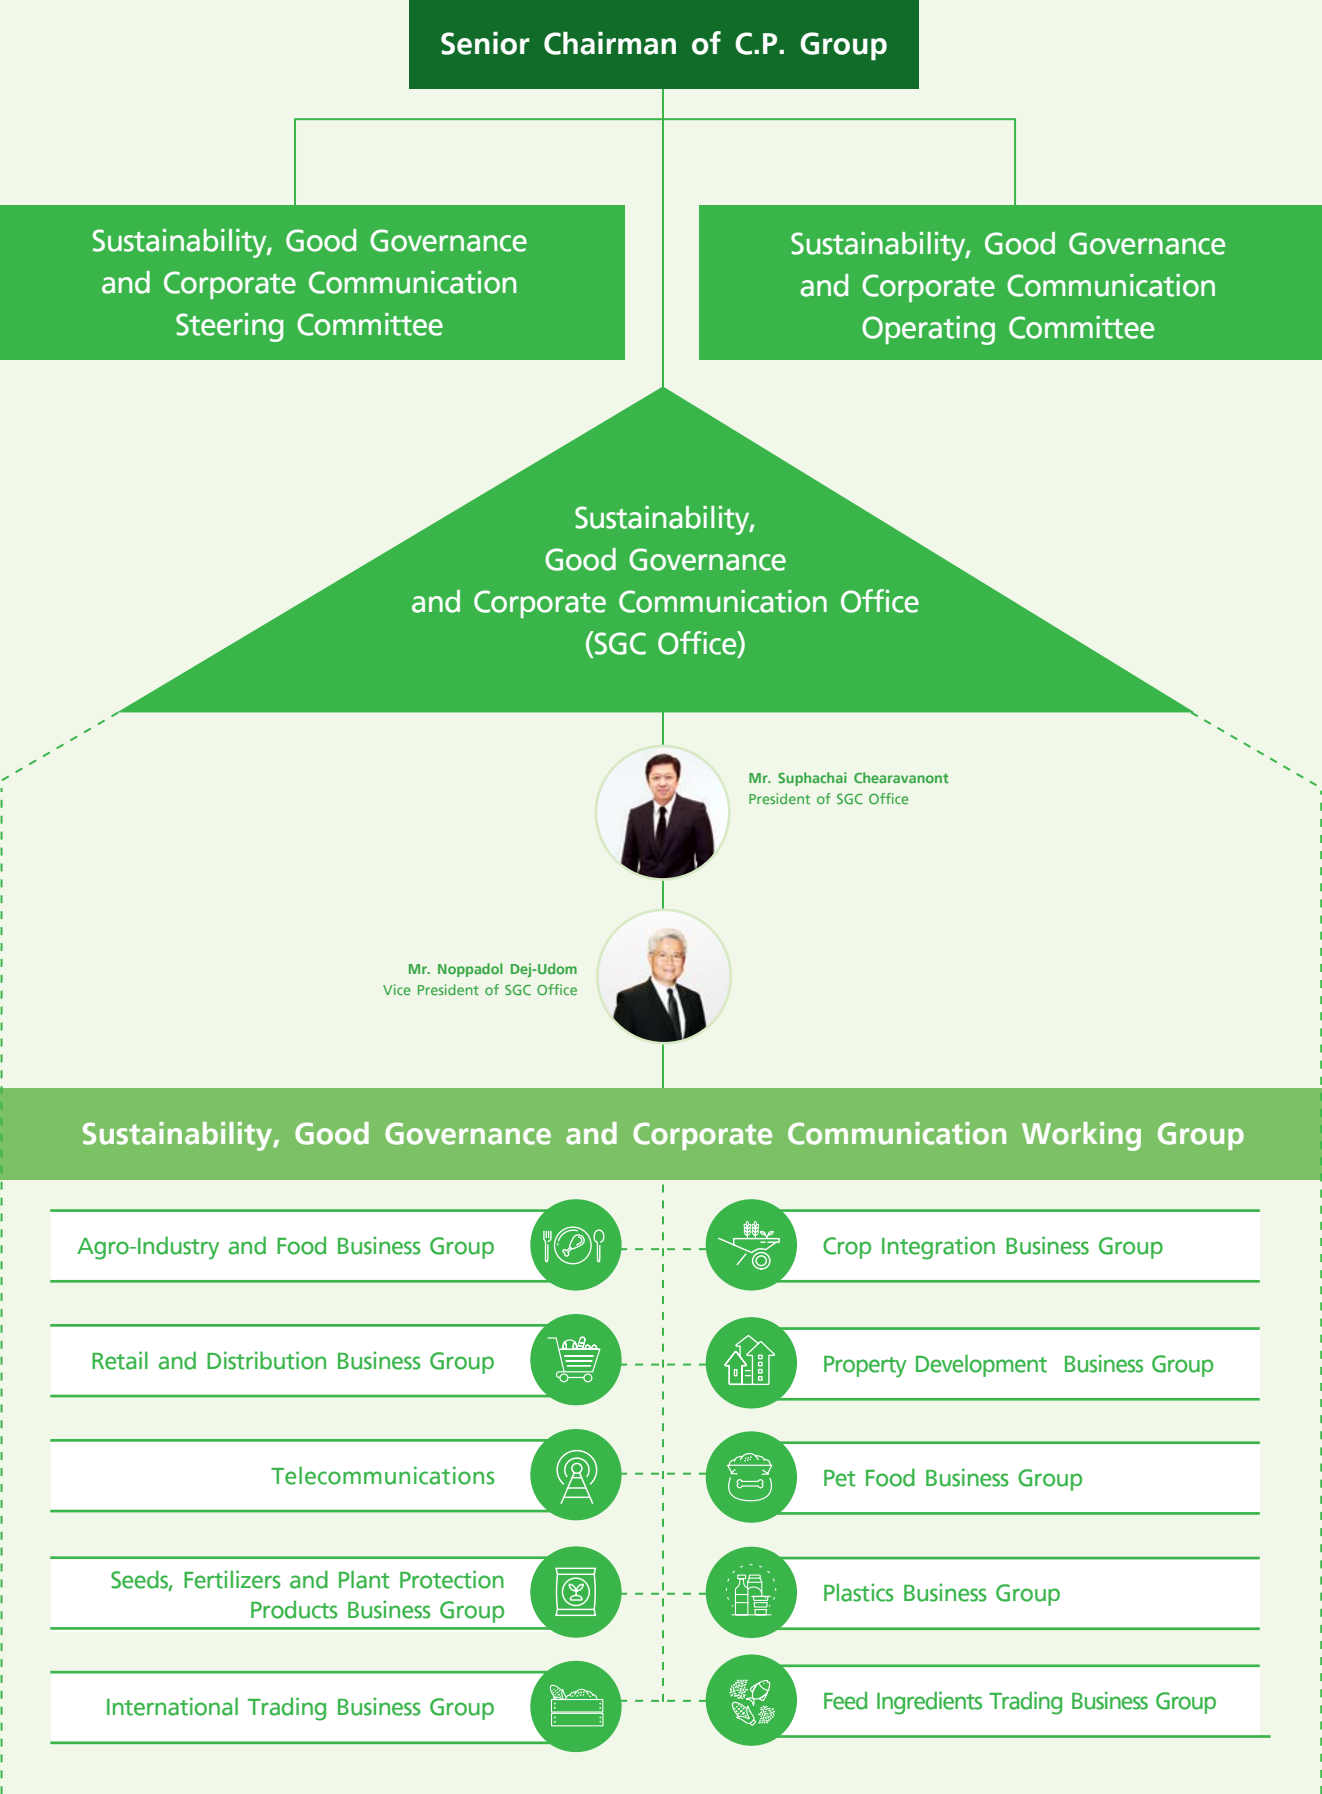 Senior Chairman of C.P. Group
Sustainability, Good Governance
and Corporate Communication
Steering Committee
Sustainability, Good Governance
and Corporate Communication
Operating Committee
Sustainability,
Good Governance
and Corporate Communication Office
(SGC Office)
Mr. Suphachai Chearavanont
President of SGC Office
Mr. Noppadol Dej-Udom
Vice President of SGC Office
Sustainability, Good Governance and Corporate Communication Working Group
Agro-Industry and Food Business Group
Crop Integration Business Group
Retail and Distribution Business Group
Property Development Business Group
Telecommunications
Pet Food Business Group
Seeds, Fertilizers and Plant Protection
Products Business Group
Plastics Business Group
International Trading Business Group
Feed Ingredients Trading Business Group